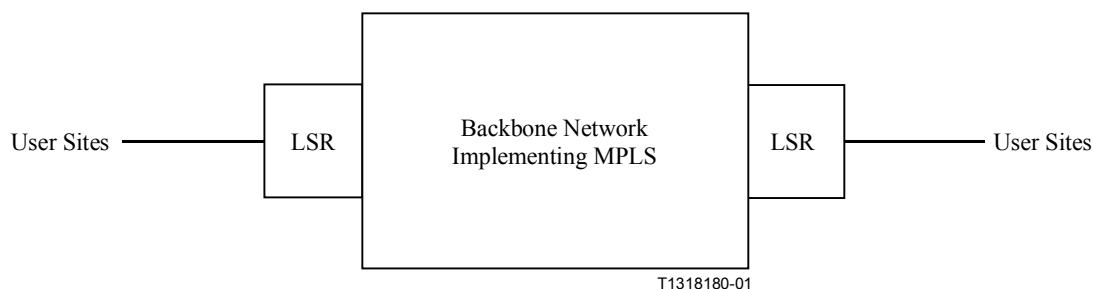 User Sites
LSR
Backbone Network
Implementing MPLS
LSR
User Sites
T1318180-01